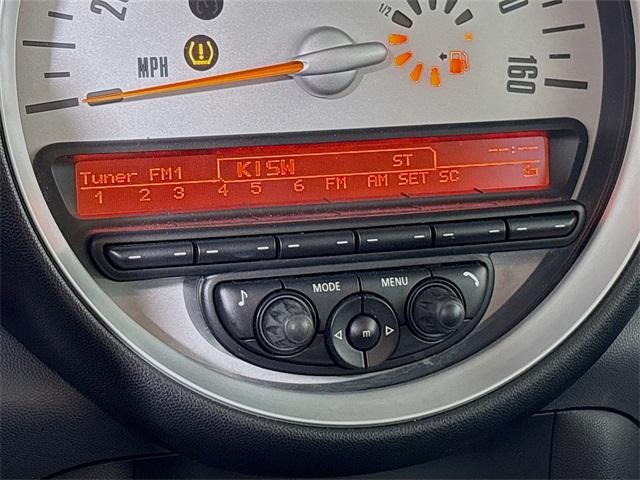 1/2
MPH
160
KISW ST --:--
Tuner FM1
1 2 3 4 5 6 FM AM SET SC
MODE MENU
m